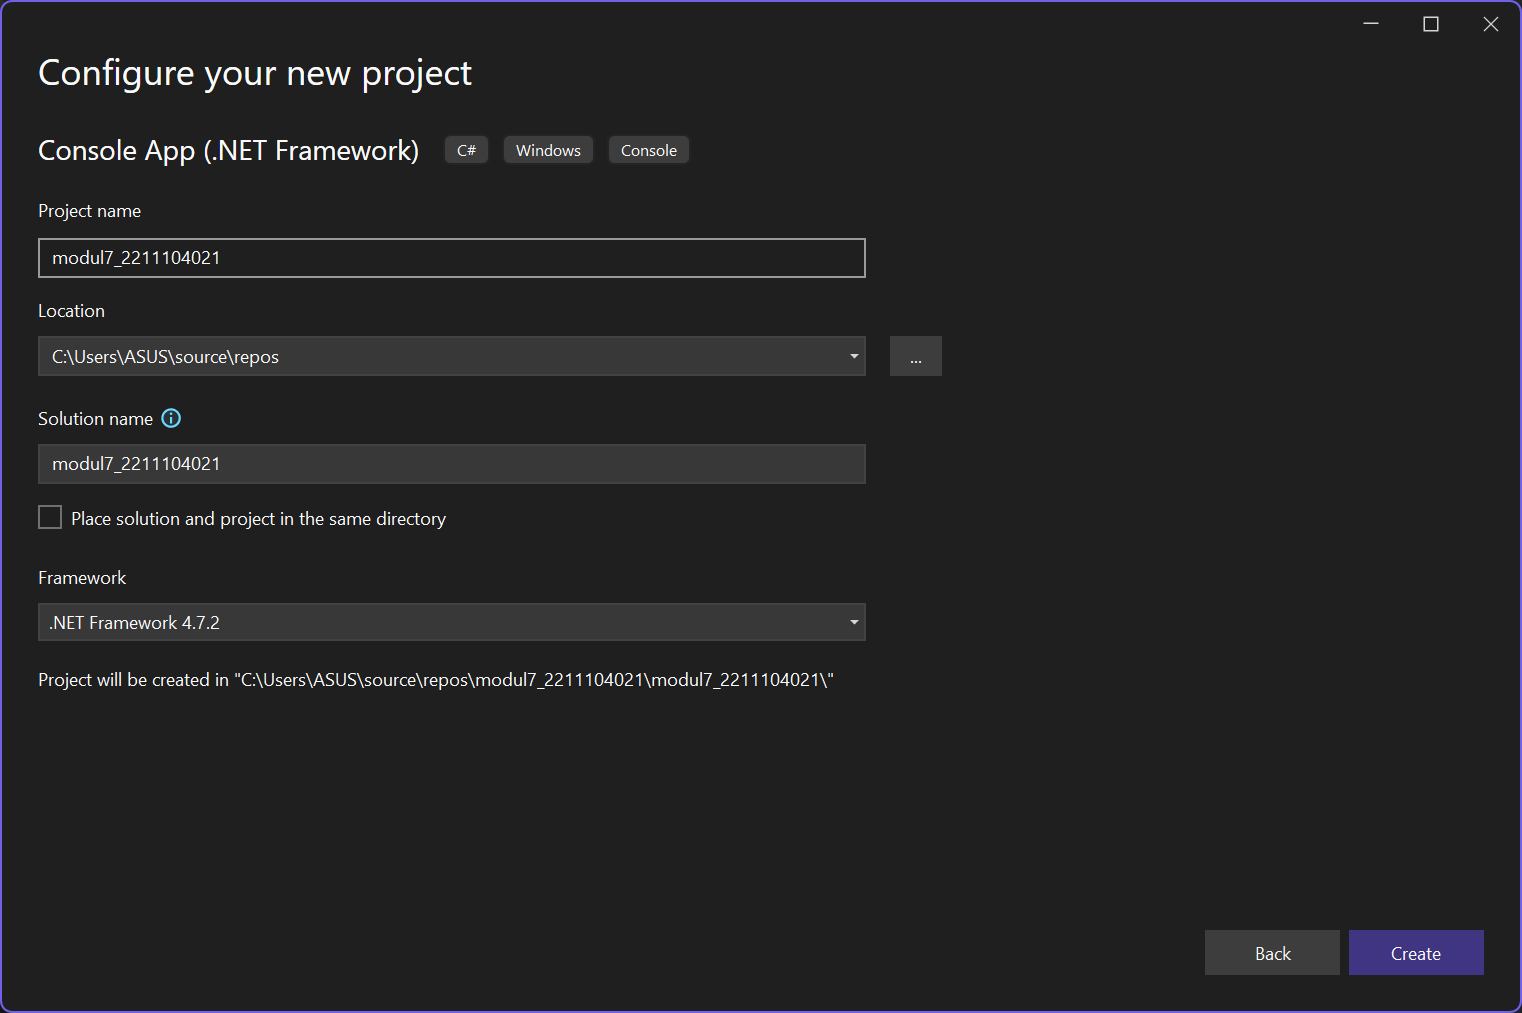 Configure your new project
Console App (.NET Framework) C# Windows Console
Project name
modul7_2211104021
Location
C:\Users\ASUS\source\repos
...
Solution name
modul7_2211104021
Place solution and project in the same directory
Framework
.NET Framework 4.7.2
Project will be created in "C:\Users\ASUS\source\repos\modul7_2211104021\modul7_2211104021\"
Back Create